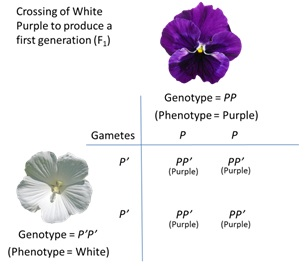 Crossing of White
Purple to produce a
first generation (F₁)
Genotype = PP
(Phenotype = Purple)
Gametes P P
P’ PP’ PP’
(Purple) (Purple)
P’ PP’ PP’
(Purple) (Purple)
Genotype = P’P’
(Phenotype = White)